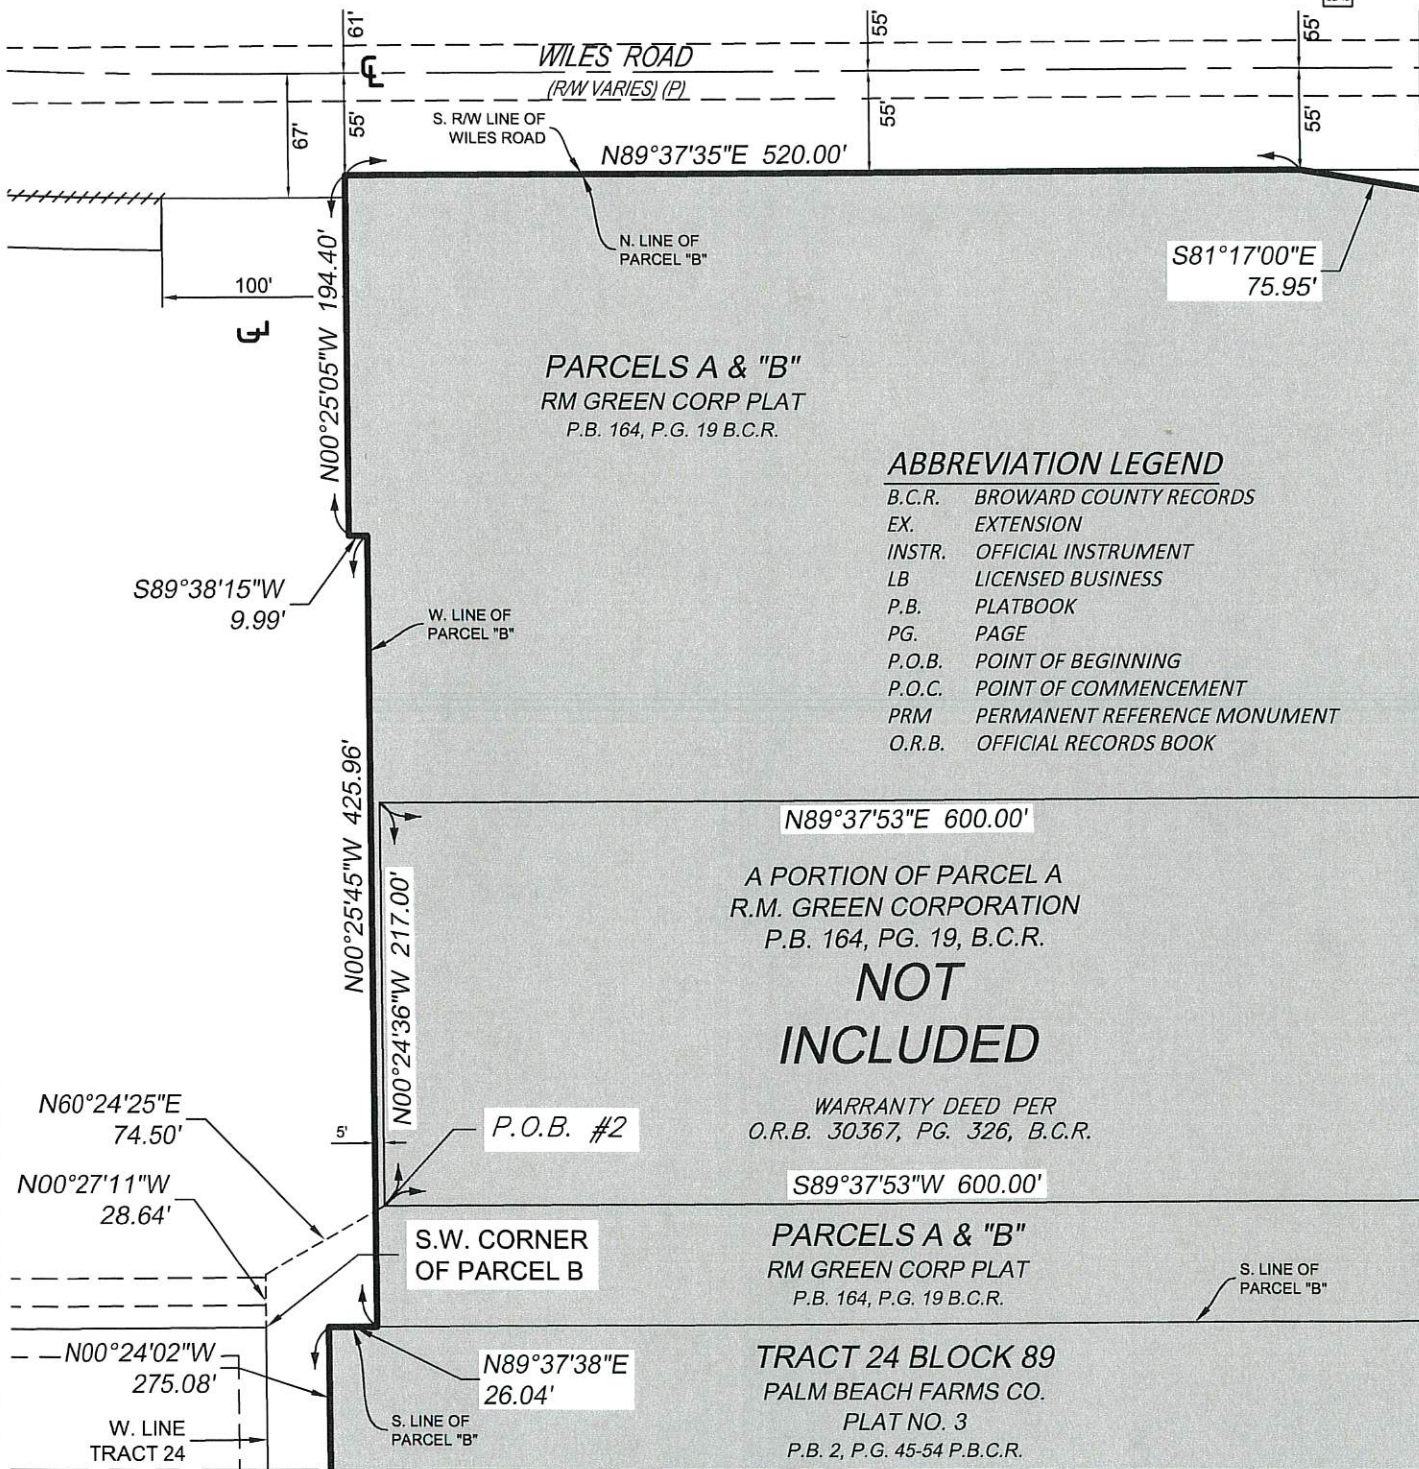 61'
55'
55'
WILES ROAD
(R/W VARIES) (P)
67'
55'
55'
55'
S. R/W LINE OF
WILES ROAD
N89°37'35"E 520.00'
N. LINE OF
PARCEL "B"
S81°17'00"E
75.95'
100'
N00°25'05"W 194.40'
PARCELS A & "B"
RM GREEN CORP PLAT
P.B. 164, P.G. 19 B.C.R.
ABBREVIATION LEGEND
B.C.R. BROWARD COUNTY RECORDS
EX. EXTENSION
INSTR. OFFICIAL INSTRUMENT
LB LICENSED BUSINESS
P.B. PLATBOOK
PG. PAGE
P.O.B. POINT OF BEGINNING
P.O.C. POINT OF COMMENCEMENT
PRM PERMANENT REFERENCE MONUMENT
O.R.B. OFFICIAL RECORDS BOOK
S89°38'15"W
9.99'
W. LINE OF
PARCEL "B"
N00°25'45"W 425.96'
N89°37'53"E 600.00'
N00°24'36"W 217.00'
A PORTION OF PARCEL A
R.M. GREEN CORPORATION
P.B. 164, PG. 19, B.C.R.
NOT
INCLUDED
WARRANTY DEED PER
O.R.B. 30367, PG. 326, B.C.R.
N60°24'25"E
74.50'
5'
P.O.B. #2
N00°27'11"W
28.64'
S89°37'53"W 600.00'
S.W. CORNER
OF PARCEL B
PARCELS A & "B"
RM GREEN CORP PLAT
P.B. 164, P.G. 19 B.C.R.
S. LINE OF
PARCEL "B"
N00°24'02"W
275.08'
N89°37'38"E
26.04'
TRACT 24 BLOCK 89
PALM BEACH FARMS CO.
PLAT NO. 3
P.B. 2, P.G. 45-54 P.B.C.R.
S. LINE OF
PARCEL "B"
W. LINE
TRACT 24